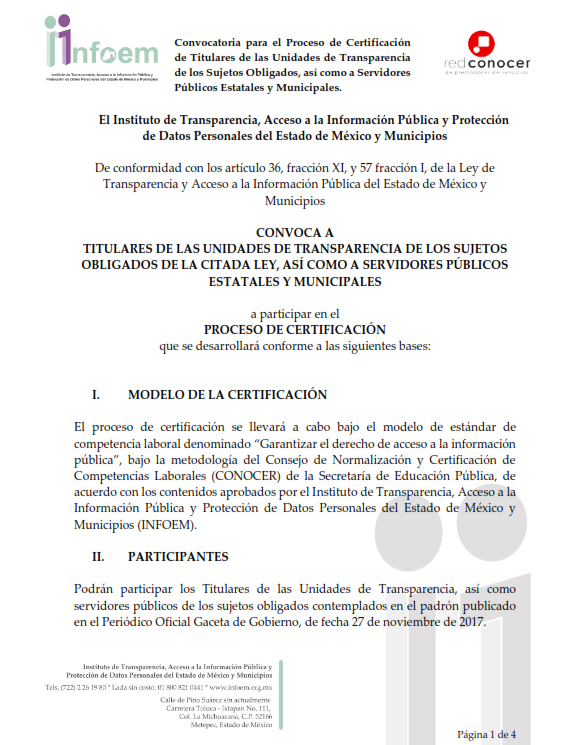 infoem
Instituto de Transparencia, Acceso a la Información Pública y
Protección de Datos Personales del Estado de México y Municipios
Convocatoria para el Proceso de Certificación
de Titulares de las Unidades de Transparencia
de los Sujetos Obligados, así como a Servidores
Públicos Estatales y Municipales.
red conocer
de prestadores de servicios
El Instituto de Transparencia, Acceso a la Información Pública y Protección
de Datos Personales del Estado de México y Municipios
De conformidad con los artículo 36, fracción XI, y 57 fracción I, de la Ley de
Transparencia y Acceso a la Información Pública del Estado de México y
Municipios
CONVOCA A
TITULARES DE LAS UNIDADES DE TRANSPARENCIA DE LOS SUJETOS
OBLIGADOS DE LA CITADA LEY, ASÍ COMO A SERVIDORES PÚBLICOS
ESTATALES Y MUNICIPALES
a participar en el
PROCESO DE CERTIFICACIÓN
que se desarrollará conforme a las siguientes bases:
I. MODELO DE LA CERTIFICACIÓN
El proceso de certificación se llevará a cabo bajo el modelo de estándar de
competencia laboral denominado “Garantizar el derecho de acceso a la información
pública”, bajo la metodología del Consejo de Normalización y Certificación de
Competencias Laborales (CONOCER) de la Secretaría de Educación Pública, de
acuerdo con los contenidos aprobados por el Instituto de Transparencia, Acceso a la
Información Pública y Protección de Datos Personales del Estado de México y
Municipios (INFOEM).
II. PARTICIPANTES
Podrán participar los Titulares de las Unidades de Transparencia, así como
servidores públicos de los sujetos obligados contemplados en el padrón publicado
en el Periódico Oficial Gaceta de Gobierno, de fecha 27 de noviembre de 2017.
Instituto de Transparencia, Acceso a la Información Pública y
Protección de Datos Personales del Estado de México y Municipios
Tels. (722) 2 26 19 80 * Lada sin costo: 01 800 821 0441 * www.infoem.org.mx
Calle de Pino Suárez s/n actualmente
Carretera Toluca - Ixtapan No. 111,
Col. La Michoacana, C.P. 52166
Metepec, Estado de México
Página 1 de 4